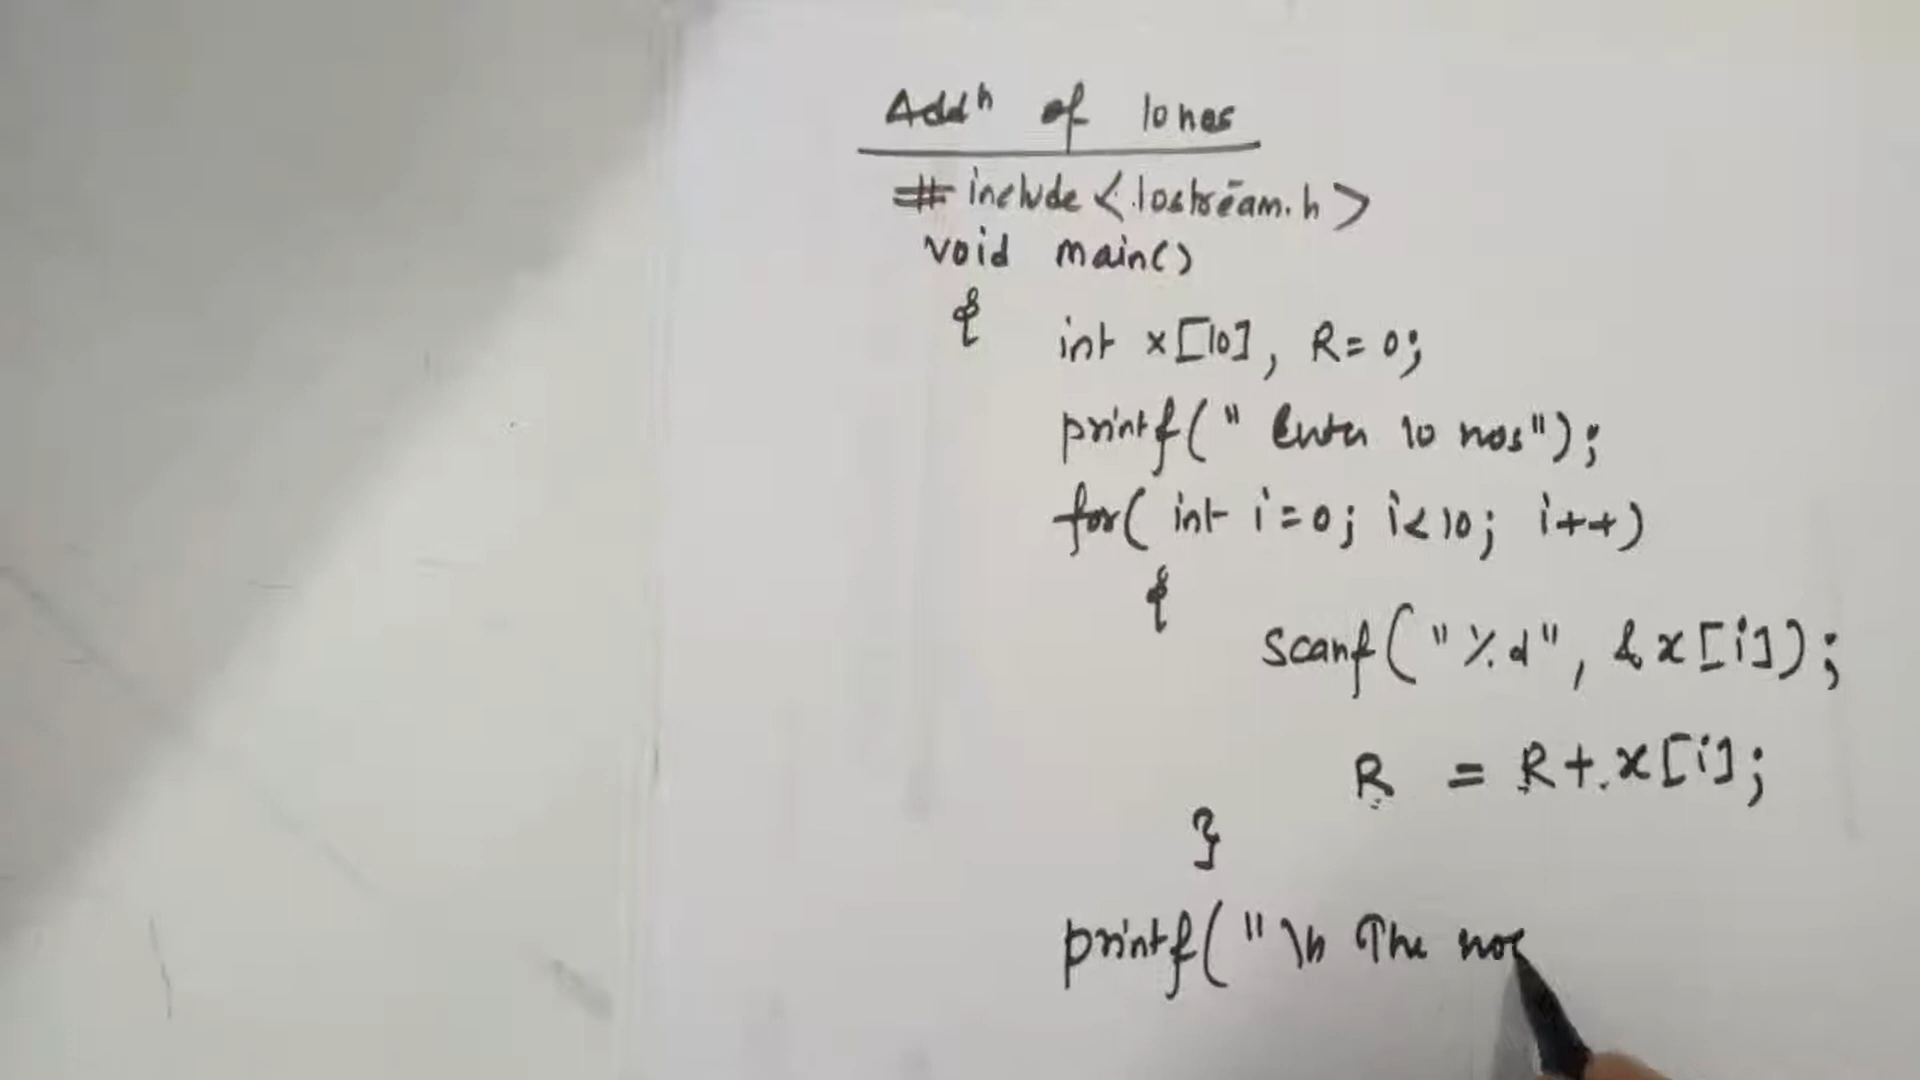 Addn of 10 nos
#include <iostream.h>
void main()
{
int x[10], R=0;
printf(" Enter 10 nos");
for( int i=0; i<10; i++)
{
scanf("%d", &x[i]);
R = R+x[i];
}
printf("\n The nos